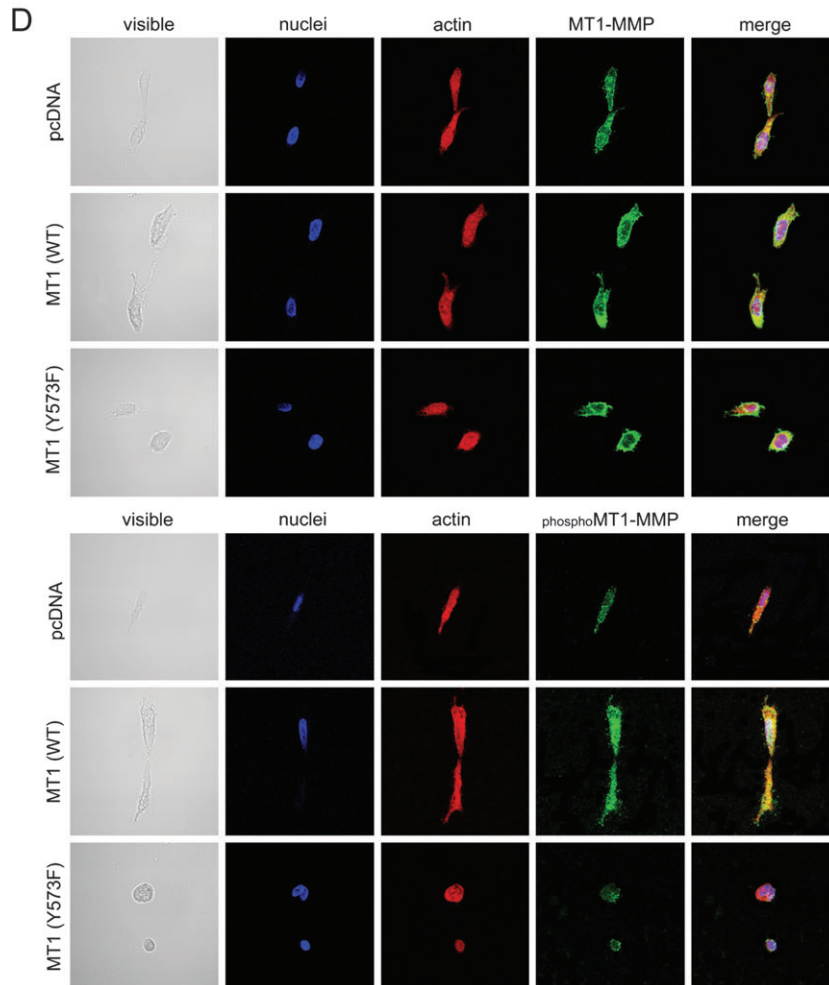 D
visible nuclei actin MT1-MMP merge
pcDNA
MT1 (WT)
MT1 (Y573F)
visible nuclei actin phosphoMT1-MMP merge
pcDNA
MT1 (WT)
MT1 (Y573F)